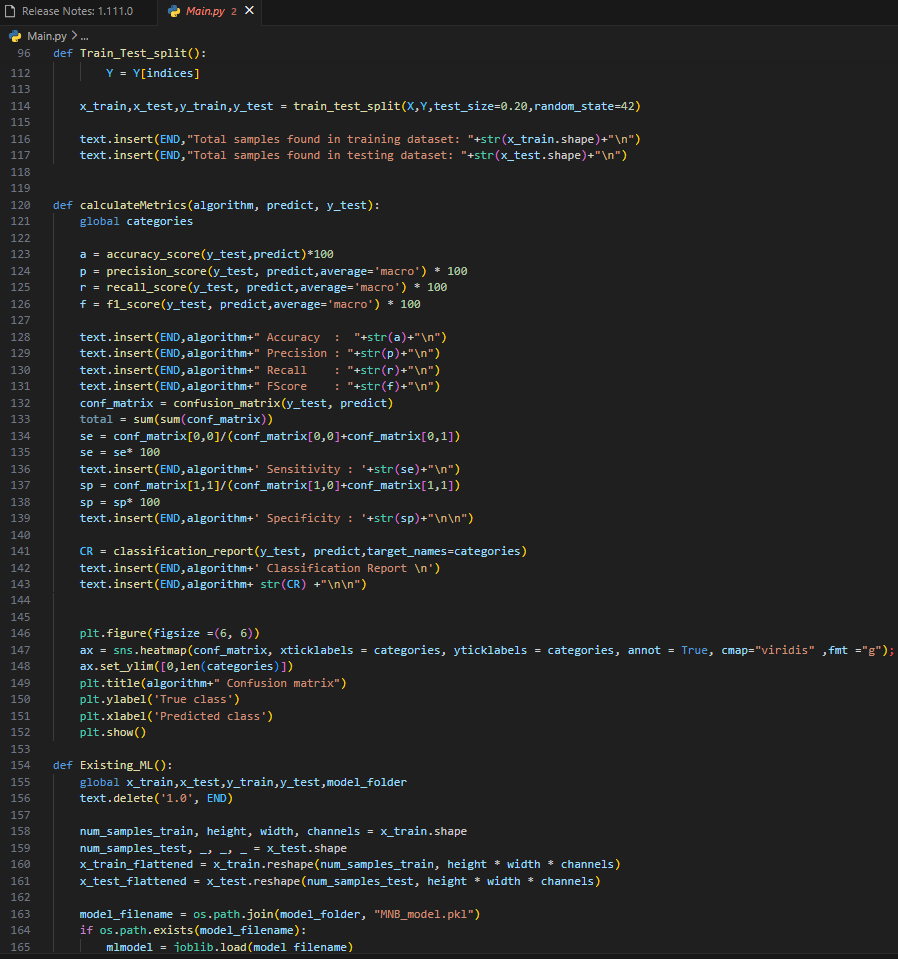 Release Notes: 1.111.0
Main.py 2 ×
Main.py > ...
96 def Train_Test_split():
112 Y = Y[indices]
113
114 x_train,x_test,y_train,y_test = train_test_split(X,Y,test_size=0.20,random_state=42)
115
116 text.insert(END,"Total samples found in training dataset: "+str(x_train.shape)+"\n")
117 text.insert(END,"Total samples found in testing dataset: "+str(x_test.shape)+"\n")
118
119
120 def calculateMetrics(algorithm, predict, y_test):
121 global categories
122
123 a = accuracy_score(y_test,predict)*100
124 p = precision_score(y_test, predict,average='macro') * 100
125 r = recall_score(y_test, predict,average='macro') * 100
126 f = f1_score(y_test, predict,average='macro') * 100
127
128 text.insert(END,algorithm+" Accuracy  :  "+str(a)+"\n")
129 text.insert(END,algorithm+" Precision : "+str(p)+"\n")
130 text.insert(END,algorithm+" Recall    : "+str(r)+"\n")
131 text.insert(END,algorithm+" FScore    : "+str(f)+"\n")
132 conf_matrix = confusion_matrix(y_test, predict)
133 total = sum(sum(conf_matrix))
134 se = conf_matrix[0,0]/(conf_matrix[0,0]+conf_matrix[0,1])
135 se = se* 100
136 text.insert(END,algorithm+' Sensitivity : '+str(se)+"\n")
137 sp = conf_matrix[1,1]/(conf_matrix[1,0]+conf_matrix[1,1])
138 sp = sp* 100
139 text.insert(END,algorithm+' Specificity : '+str(sp)+"\n\n")
140
141 CR = classification_report(y_test, predict,target_names=categories)
142 text.insert(END,algorithm+' Classification Report \n')
143 text.insert(END,algorithm+ str(CR) +"\n\n")
144
145
146 plt.figure(figsize =(6, 6))
147 ax = sns.heatmap(conf_matrix, xticklabels = categories, yticklabels = categories, annot = True, cmap="viridis" ,fmt ="g");
148 ax.set_ylim([0,len(categories)])
149 plt.title(algorithm+" Confusion matrix")
150 plt.ylabel('True class')
151 plt.xlabel('Predicted class')
152 plt.show()
153
154 def Existing_ML():
155 global x_train,x_test,y_train,y_test,model_folder
156 text.delete('1.0', END)
157
158 num_samples_train, height, width, channels = x_train.shape
159 num_samples_test, _, _, _ = x_test.shape
160 x_train_flattened = x_train.reshape(num_samples_train, height * width * channels)
161 x_test_flattened = x_test.reshape(num_samples_test, height * width * channels)
162
163 model_filename = os.path.join(model_folder, "MNB_model.pkl")
164 if os.path.exists(model_filename):
165 mlmodel = joblib.load(model_filename)